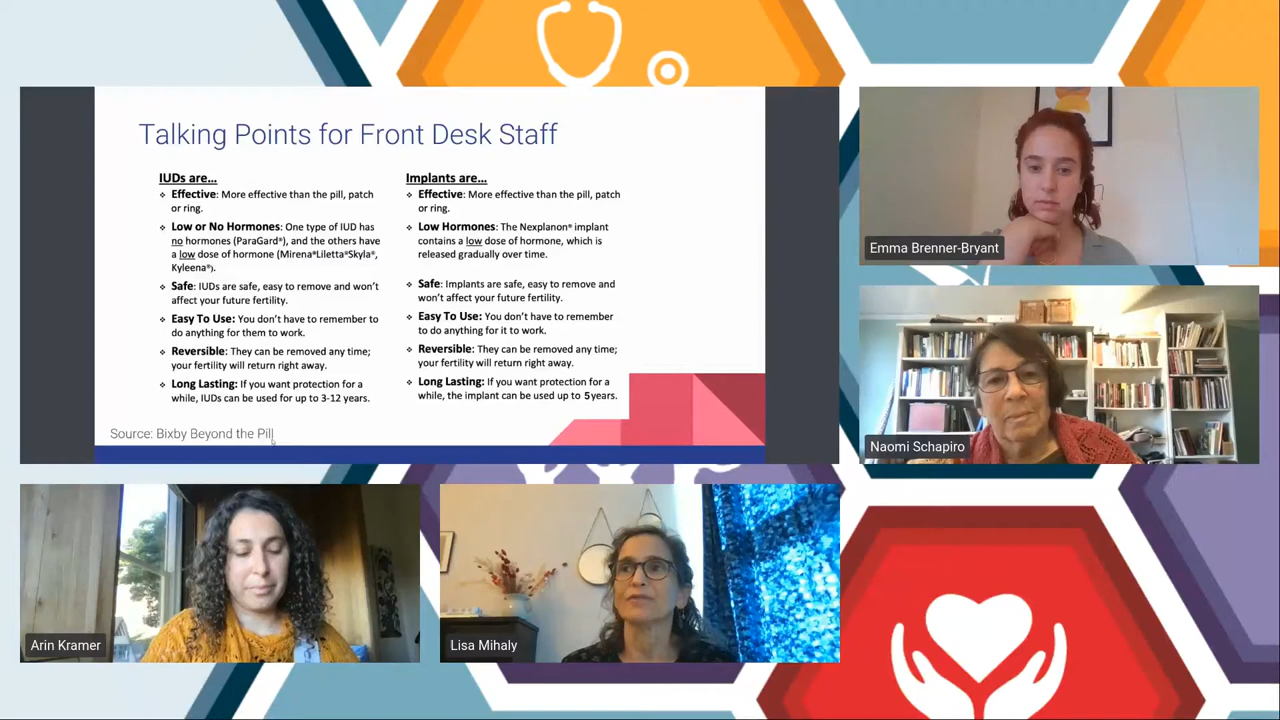 Talking Points for Front Desk Staff
IUDs are...
❖ Effective: More effective than the pill, patch
or ring.
❖ Low or No Hormones: One type of IUD has
no hormones (ParaGard®), and the others have
a low dose of hormone (Mirena®Liletta®Skyla®,
Kyleena®).
❖ Safe: IUDs are safe, easy to remove and won't
affect your future fertility.
❖ Easy To Use: You don't have to remember to
do anything for them to work.
❖ Reversible: They can be removed any time;
your fertility will return right away.
❖ Long Lasting: If you want protection for a
while, IUDs can be used for up to 3-12 years.
Implants are...
❖ Effective: More effective than the pill, patch
or ring.
❖ Low Hormones: The Nexplanon® implant
contains a low dose of hormone, which is
released gradually over time.
❖ Safe: Implants are safe, easy to remove and
won't affect your future fertility.
❖ Easy To Use: You don't have to remember
to do anything for it to work.
❖ Reversible: They can be removed any time;
your fertility will return right away.
❖ Long Lasting: If you want protection for a
while, the implant can be used up to 5 years.
Source: Bixby Beyond the Pill
Emma Brenner-Bryant
Naomi Schapiro
Arin Kramer
Lisa Mihaly